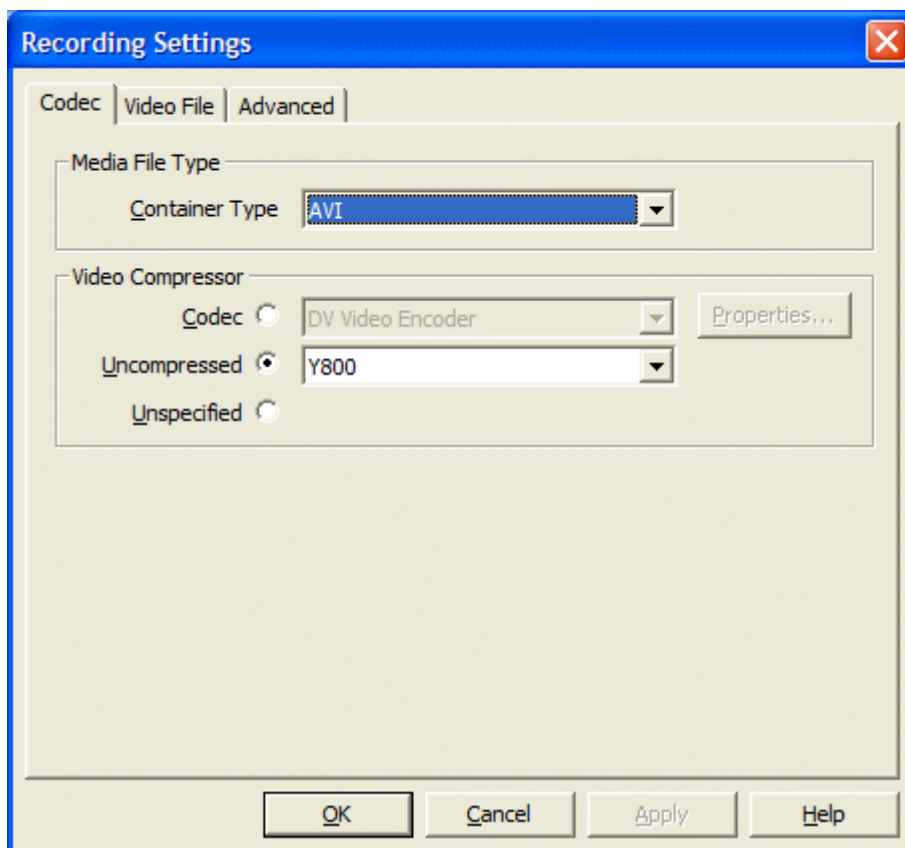 Recording Settings
Codec Video File Advanced
Media File Type
Container Type AVI
Video Compressor
Codec DV Video Encoder Properties...
Uncompressed Y800
Unspecified
OK Cancel Apply Help